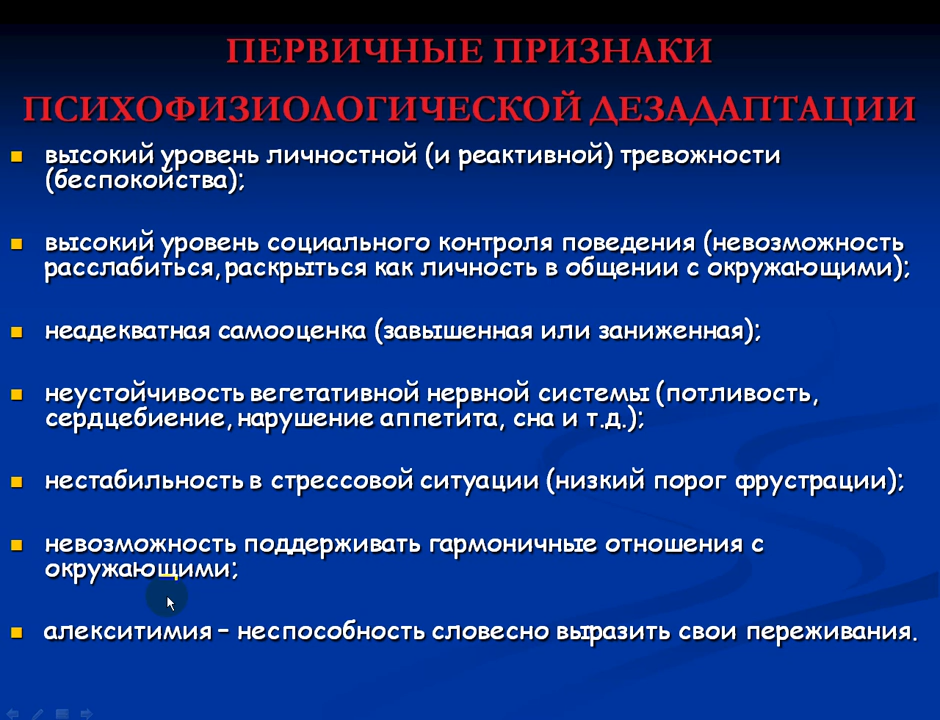 ПЕРВИЧНЫЕ ПРИЗНАКИ
ПСИХОФИЗИОЛОГИЧЕСКОЙ ДЕЗАДАПТАЦИИ
высокий уровень личностной (и реактивной) тревожности
(беспокойства);
высокий уровень социального контроля поведения (невозможность
расслабиться, раскрыться как личность в общении с окружающими);
неадекватная самооценка (завышенная или заниженная);
неустойчивость вегетативной нервной системы (потливость,
сердцебиение, нарушение аппетита, сна и т.д.);
нестабильность в стрессовой ситуации (низкий порог фрустрации);
невозможность поддерживать гармоничные отношения с
окружающими;
алекситимия – неспособность словесно выразить свои переживания.